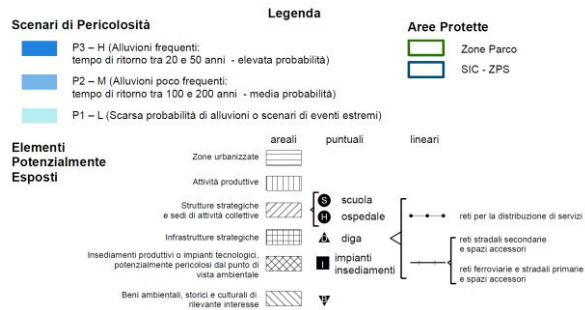 Legenda
Scenari di Pericolosità
P3 – H (Alluvioni frequenti:
tempo di ritorno tra 20 e 50 anni - elevata probabilità)
P2 – M (Alluvioni poco frequenti:
tempo di ritorno tra 100 e 200 anni - media probabilità)
P1 – L (Scarsa probabilità di alluvioni o scenari di eventi estremi)
Aree Protette
Zone Parco
SIC - ZPS
Elementi
Potenzialmente
Esposti
areali puntuali lineari
Zone urbanizzate
Attività produttive
Strutture strategiche
e sedi di attività collettive
S scuola
H ospedale
Infrastrutture strategiche
D diga
Insediamenti produttivi o impianti tecnologici,
potenzialmente pericolosi dal punto di
vista ambientale
I impianti
insediamenti
Beni ambientali, storici e culturali di
rilevante interesse
B
reti per la distribuzione di servizi
reti stradali secondarie
e spazi accessori
reti ferroviarie e stradali primarie
e spazi accessori